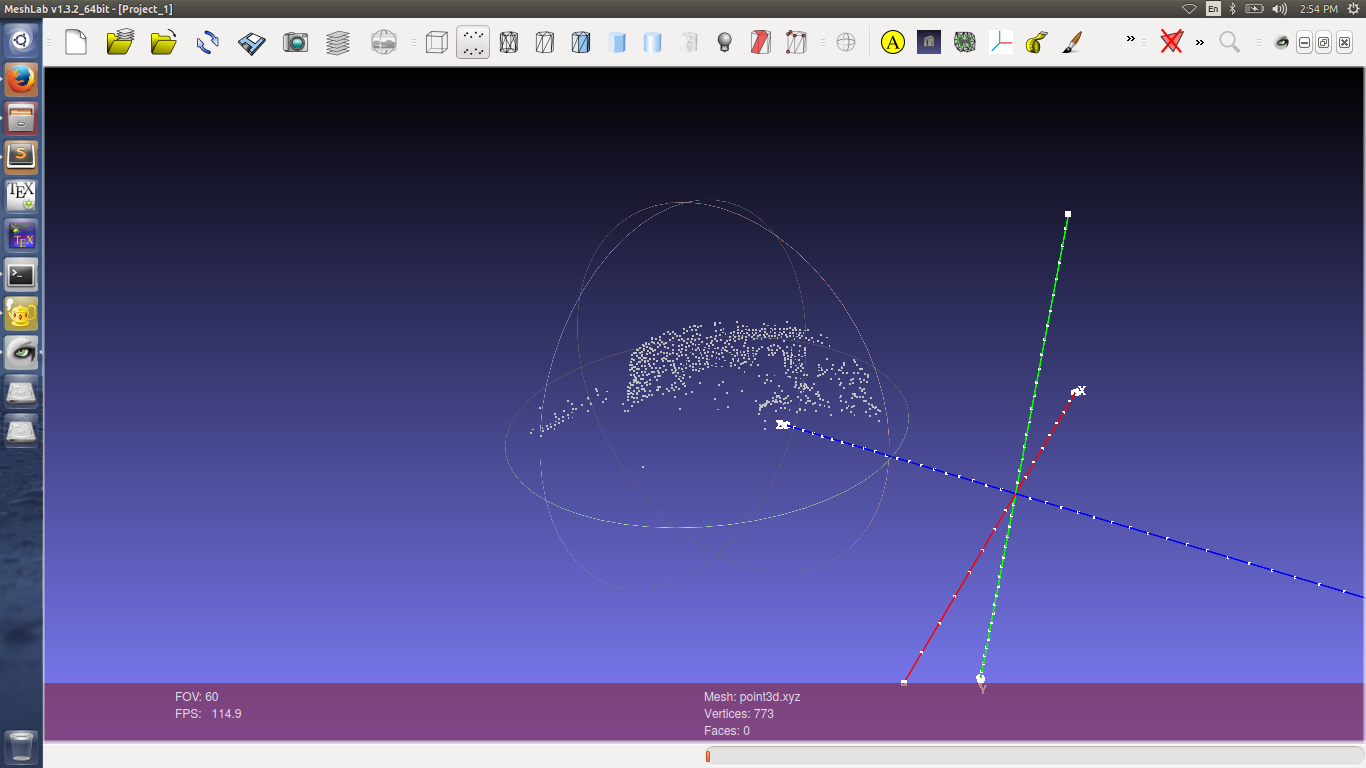 MeshLab v1.3.2_64bit - [Project_1]
En
2:54 PM
A
S
TEX
TEX
X
Z
Y
FOV: 60
FPS: 114.9
Mesh: point3d.xyz
Vertices: 773
Faces: 0